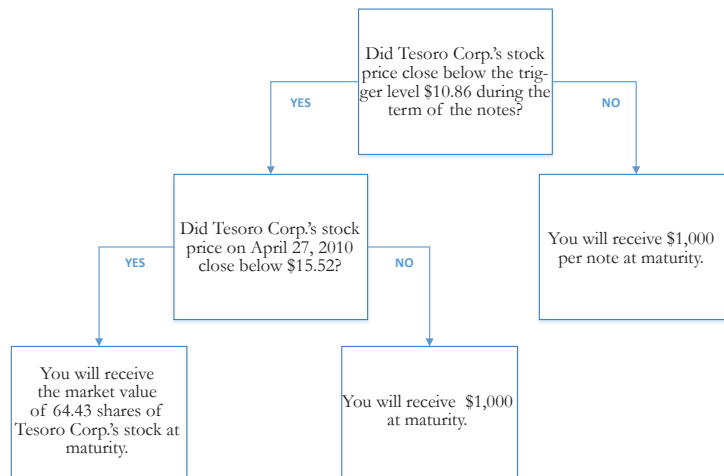 Did Tesoro Corp.'s stock
price close below the trig-
ger level $10.86 during the
term of the notes?
YES
NO
Did Tesoro Corp.'s stock
price on April 27, 2010
close below $15.52?
You will receive $1,000
per note at maturity.
YES
NO
You will receive
the market value
of 64.43 shares of
Tesoro Corp.'s stock at
maturity.
You will receive $1,000
at maturity.